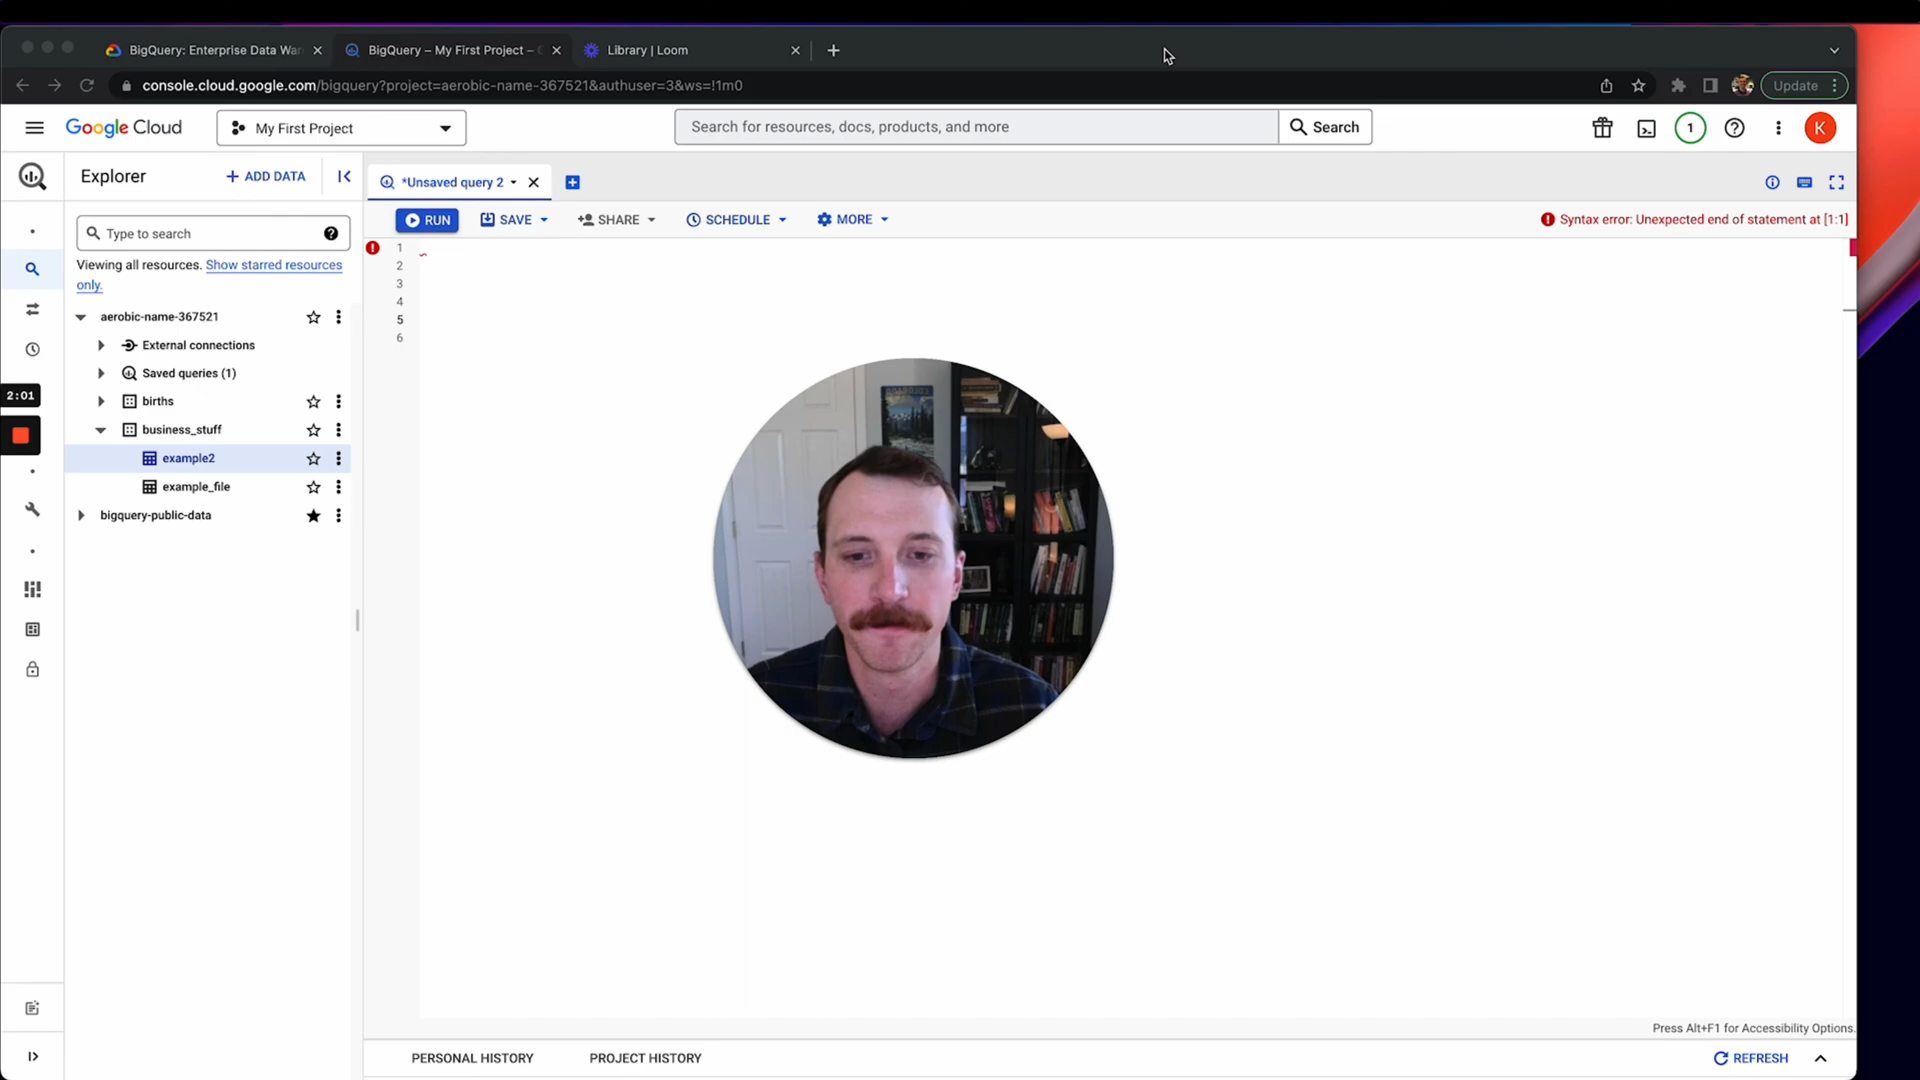 BigQuery: Enterprise Data War
BigQuery – My First Project –
Library | Loom
console.cloud.google.com/bigquery?project=aerobic-name-367521&authuser=3&ws=!1m0
Update
Google Cloud
My First Project
Search for resources, docs, products, and more
Search
1
K
Explorer
+ ADD DATA
*Unsaved query 2
RUN
SAVE
SHARE
SCHEDULE
MORE
Syntax error: Unexpected end of statement at [1:1]
Type to search
Viewing all resources. Show starred resources
only.
1
2
3
4
5
6
aerobic-name-367521
External connections
Saved queries (1)
births
business_stuff
example2
example_file
bigquery-public-data
2:01
Press Alt+F1 for Accessibility Options.
PERSONAL HISTORY
PROJECT HISTORY
REFRESH